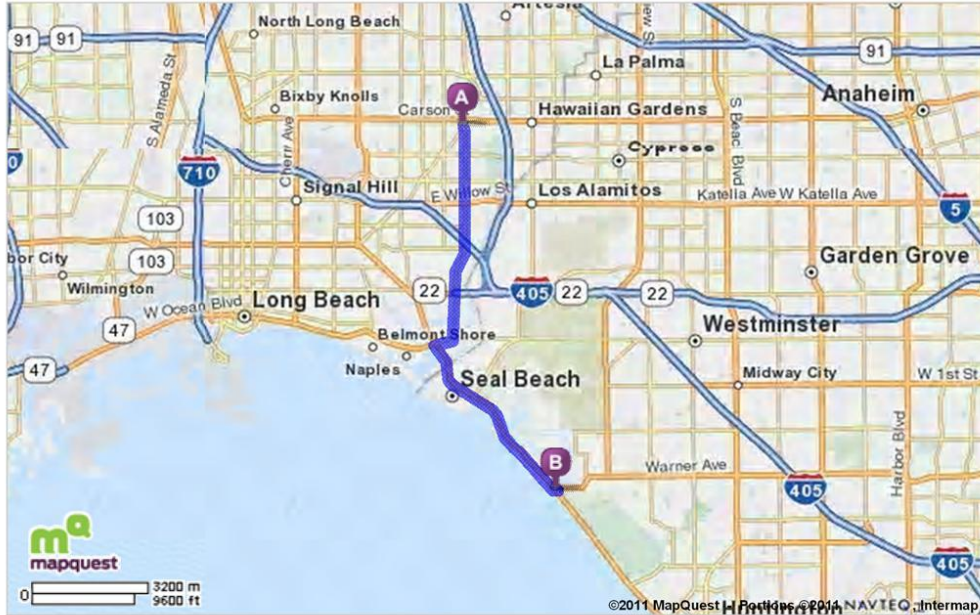 Artesia
North Long Beach
91
91
91
La Palma
Anaheim
S Alameda St
Bixby Knolls
Carson
A
Hawaiian Gardens
710
Cherry Ave
Cypress
Signal Hill
E Willow St
Los Alamitos
Katella Ave W Katella Ave
5
103
103
Wilmington
Garden Grove
22
405
22
22
W Ocean Blvd
Long Beach
47
Belmont Shore
Westminster
47
Naples
Seal Beach
Midway City
W 1st St
B
Warner Ave
Harbor Blvd
405
405
mapquest
0
3200 m
9600 ft
©2011 MapQuest Portions ©2011 NAVTEQ, Intermap